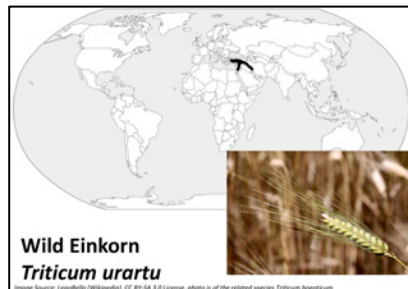 Wild Einkorn
Triticum urartu
Image Source: LepoRello (Wikipedia), CC BY-SA 3.0 License, photo is of the related species Triticum boeoticum